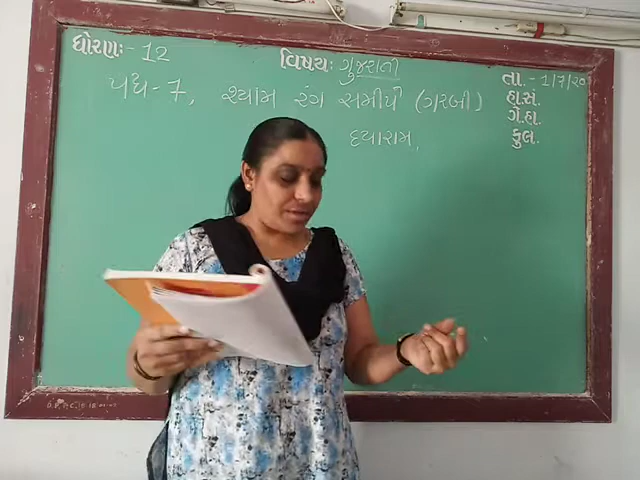 ધોરણ:- 12
વિષય: ગુજરાતી
તા.- 1/7/20
હા.સં.
ગે.હા.
કુલ.
પદ્ય-7, શ્યામ રંગ સમીપે (ગરબી)
દયારામ,